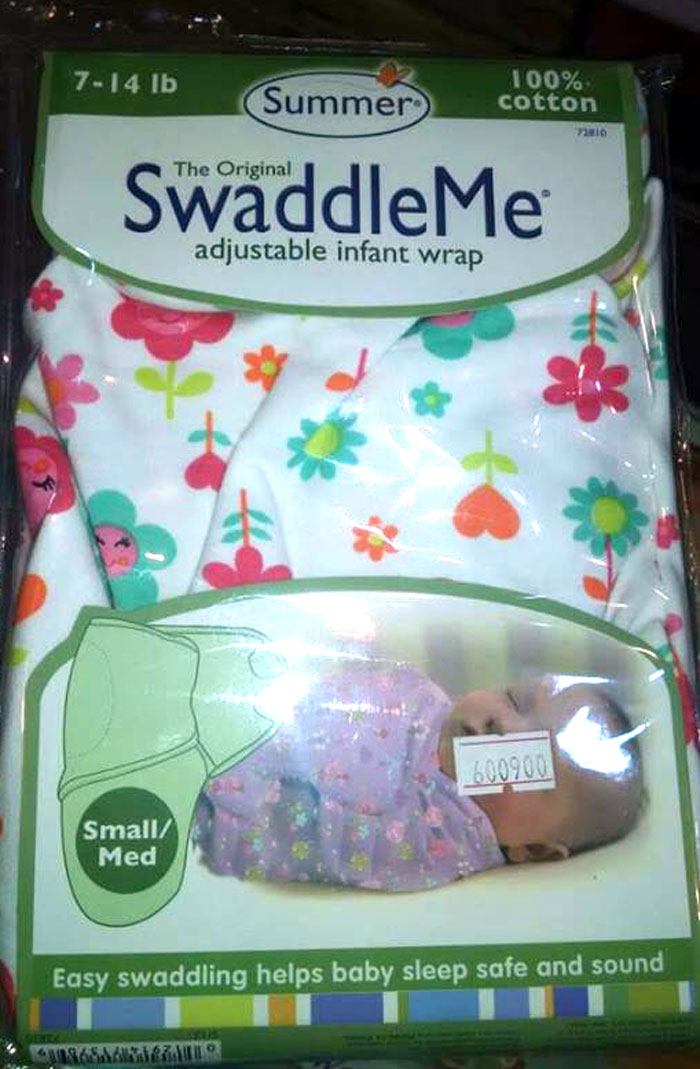 7-14 lb
Summer®
100%
cotton
72810
The Original
SwaddleMe®
adjustable infant wrap
600900
Small/
Med
Easy swaddling helps baby sleep safe and sound